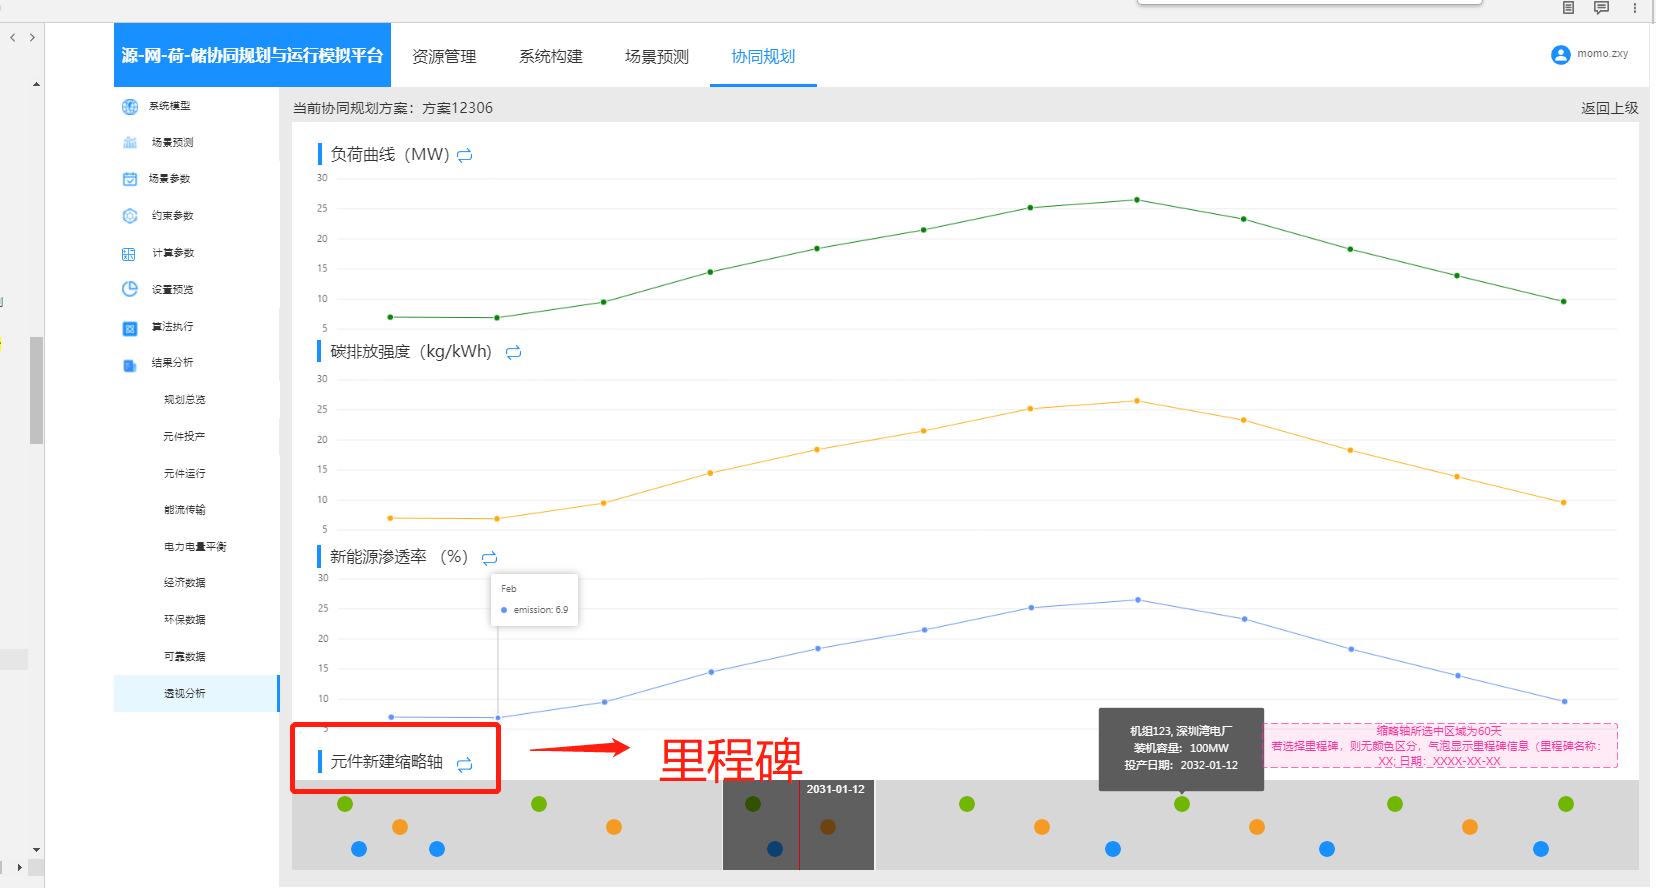 源-网-荷-储协同规划与运行模拟平台
资源管理
系统构建
场景预测
协同规划
momo.zxy
系统模型
场景预测
场景参数
约束参数
计算参数
设置预览
算法执行
结果分析
规划总览
元件投产
元件运行
能流传输
电力电量平衡
经济数据
环保数据
可靠数据
透视分析
当前协同规划方案：方案12306
返回上级
负荷曲线（MW）
30
25
20
15
10
5
碳排放强度（kg/kWh）
30
25
20
15
10
5
新能源渗透率 （%）
30
25
20
15
10
5
Feb
emission: 6.9
元件新建缩略轴
里程碑
机组123, 深圳湾电厂
装机容量：100MW
投产日期：2032-01-12
缩略轴所选中区域为60天
若选择里程碑，则无颜色区分，气泡显示里程碑信息（里程碑名称：
XX; 日期：XXXX-XX-XX
2031-01-12